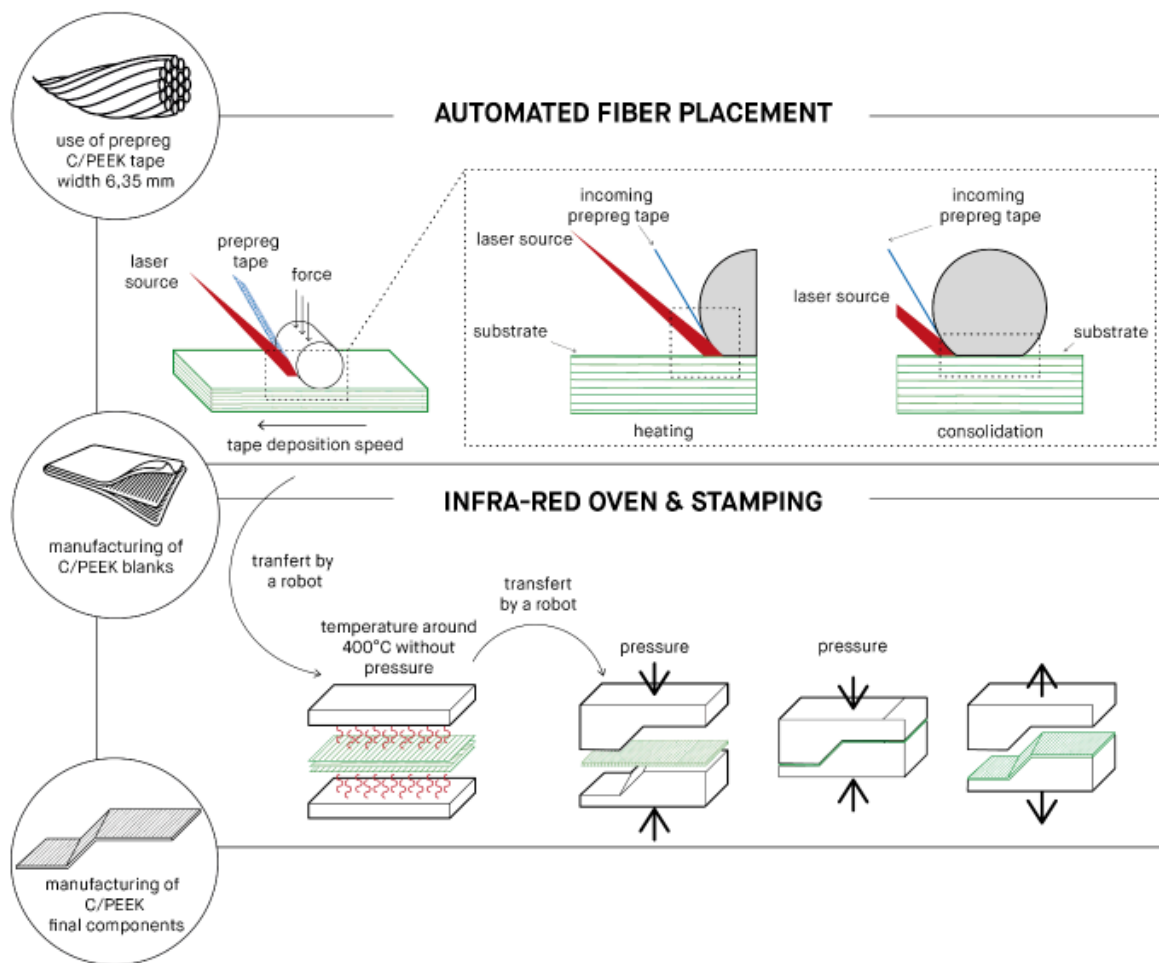 use of prepreg
C/PEEK tape
width 6,35 mm
AUTOMATED FIBER PLACEMENT
laser
source
prepreg
tape
force
tape deposition speed
incoming
prepreg tape
laser source
substrate
heating
incoming
prepreg tape
laser source
substrate
consolidation
manufacturing of
C/PEEK blanks
INFRA-RED OVEN & STAMPING
tranfert by
a robot
temperature around
400°C without
pressure
transfert
by a robot
pressure
pressure
manufacturing of
C/PEEK
final components